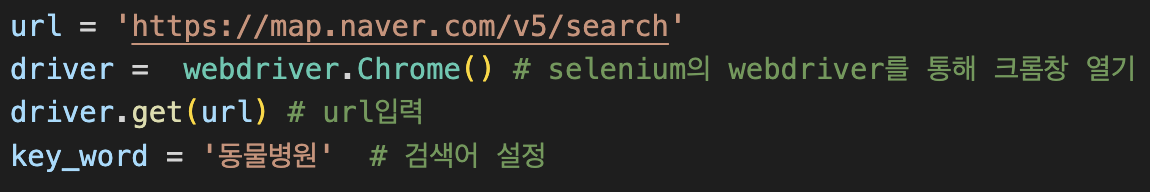 url = 'https://map.naver.com/v5/search'
driver =  webdriver.Chrome() # selenium의 webdriver를 통해 크롬창 열기
driver.get(url) # url입력
key_word = '동물병원'  # 검색어 설정